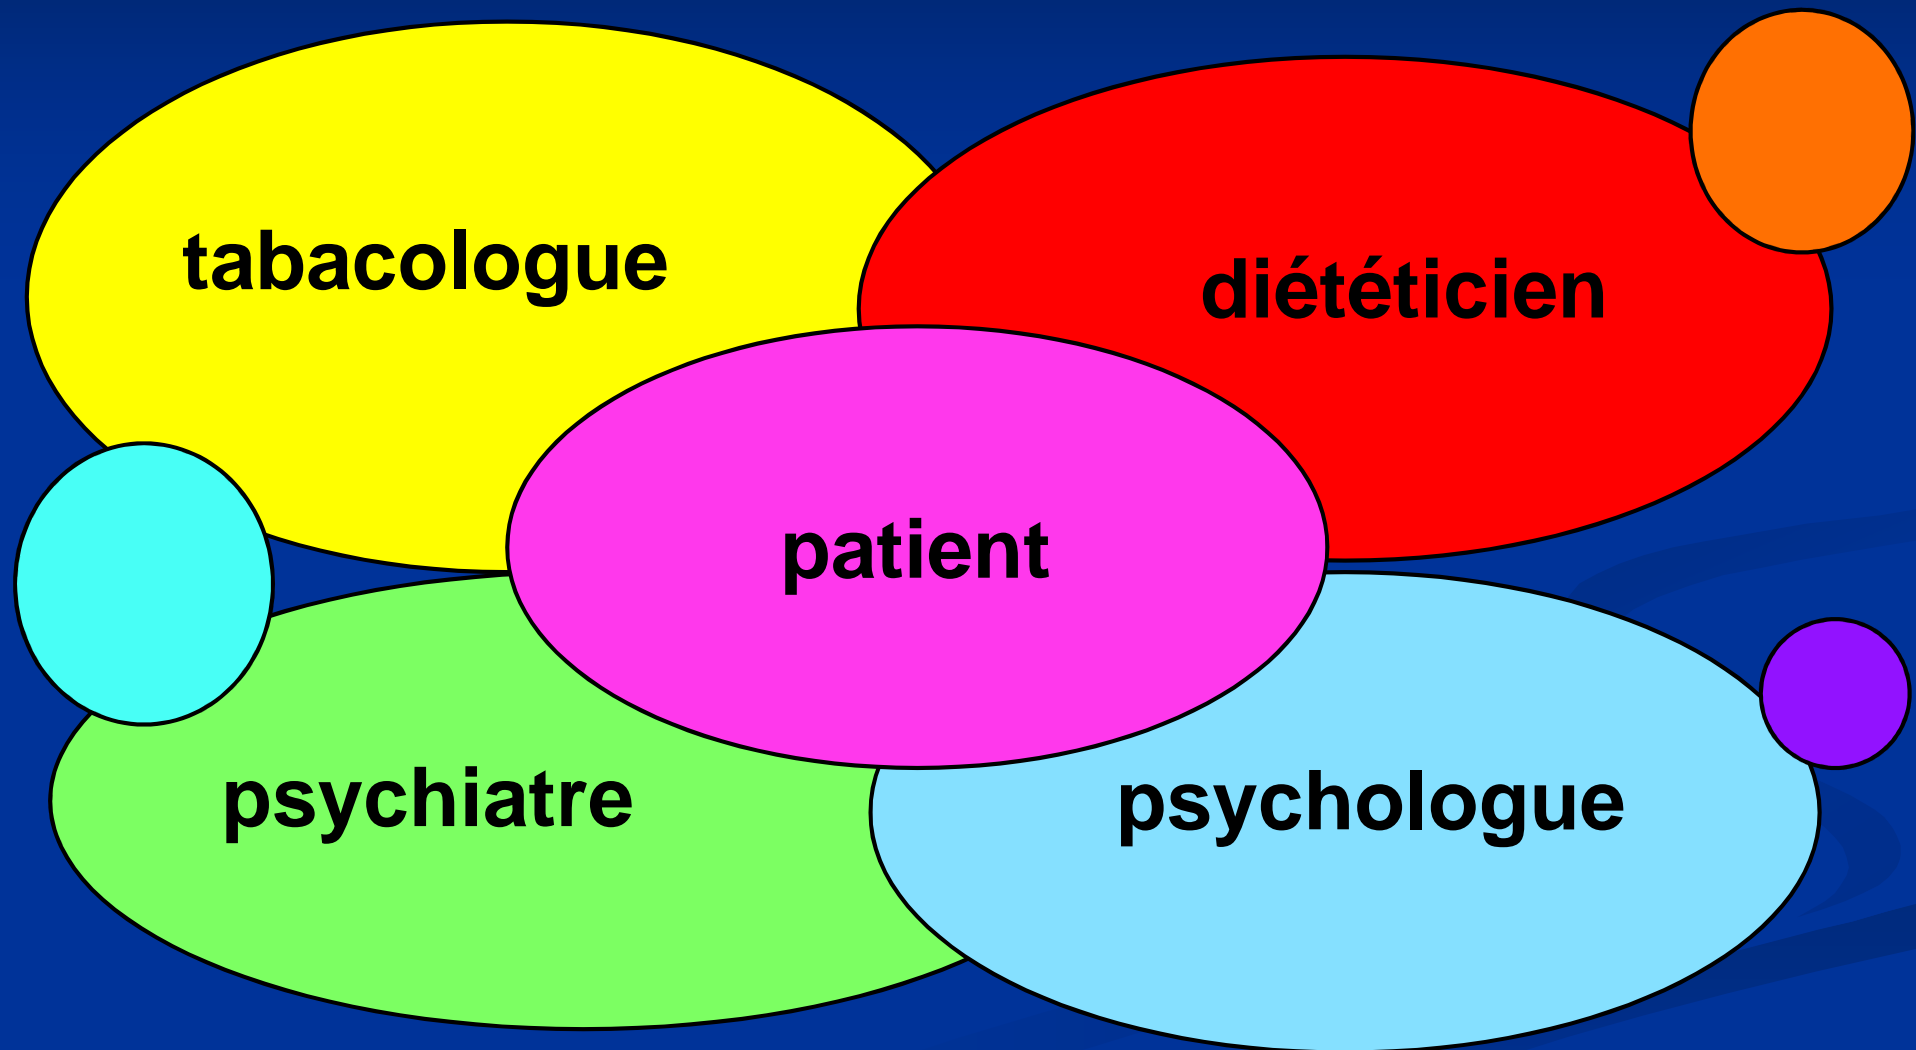 tabacologue
diététicien
patient
psychiatre
psychologue